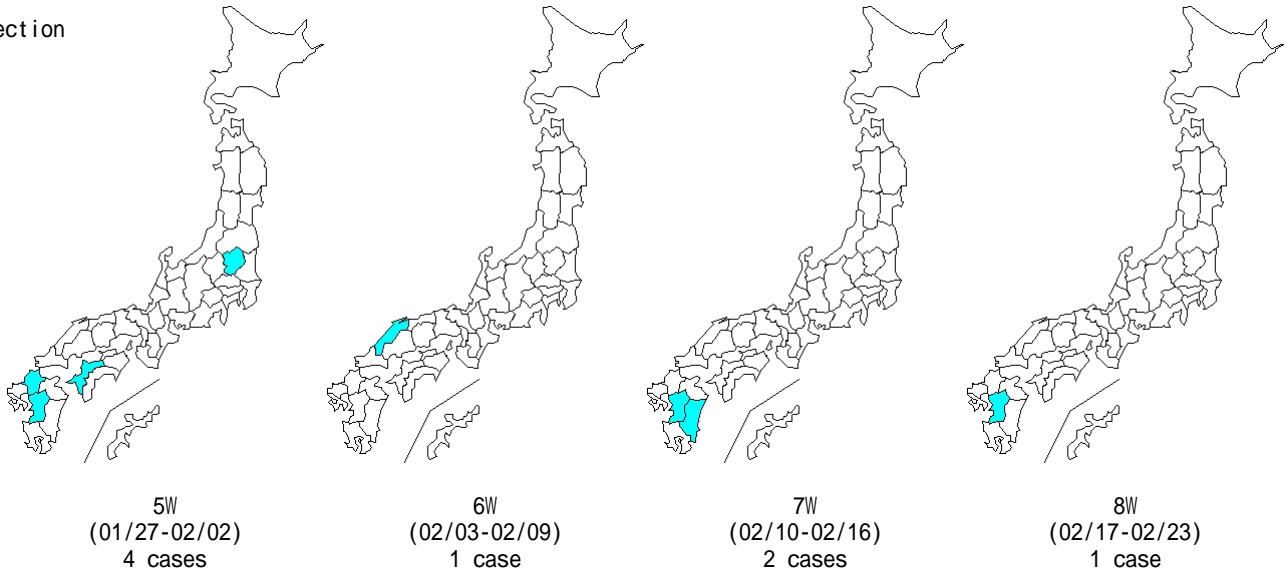 ection
5W
(01/27-02/02)
4 cases
6W
(02/03-02/09)
1 case
7W
(02/10-02/16)
2 cases
8W
(02/17-02/23)
1 case